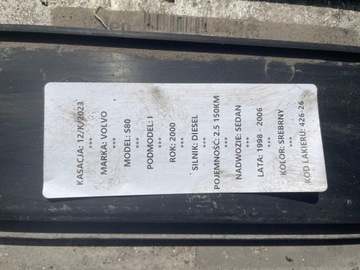 KASACJA: 12/K/2023
***
MARKA: VOLVO
***
MODEL: S80
***
PODMODEL: I
***
ROK: 2000
***
SILNIK: DIESEL
***
POJEMNOŚĆ: 2.5 150KM
***
NADWOZIE: SEDAN
***
LATA: 1998 - 2006
***
KOLOR: SREBRNY
***
KOD LAKIERU: 426-26